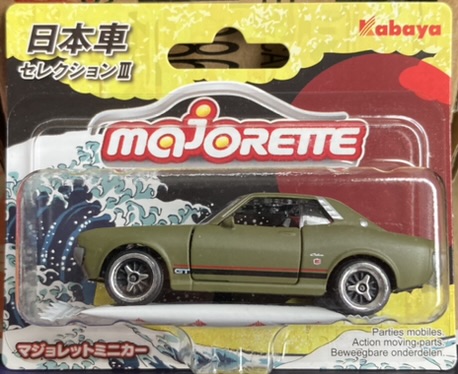 日本車
セレクションIII
Kabaya
majORETTE
GT
マジョレットミニカー
Parties mobiles.
Action moving-parts.
Beweegbare onderdelen.